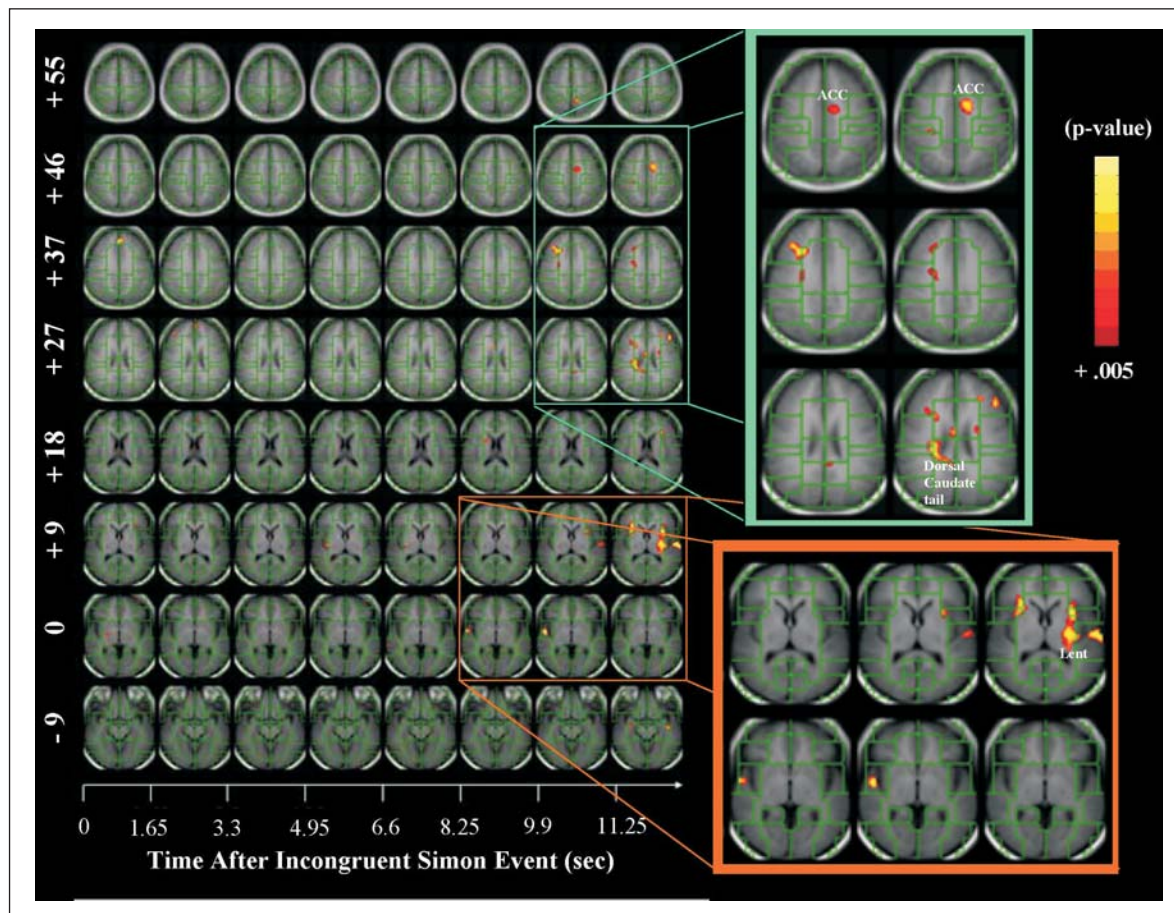 + 55
+ 46
+ 37
+ 27
+ 18
+ 9
0
- 9
0 1.65 3.3 4.95 6.6 8.25 9.9 11.25
Time After Incongruent Simon Event (sec)
ACC ACC
Dorsal
Caudate
tail
Lent
(p-value)
+ .005